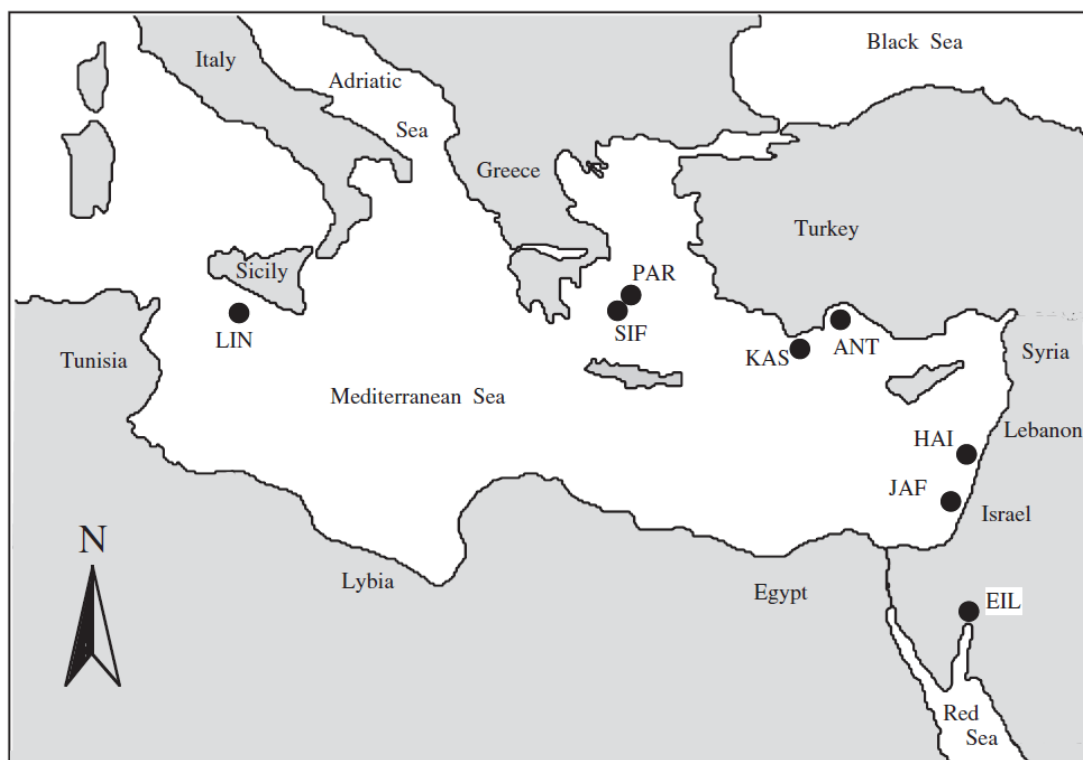 Black Sea
Italy
Adriatic
Sea
Greece
Turkey
Sicily
PAR
LIN
SIF
KAS
ANT
Syria
Tunisia
Mediterranean Sea
HAI
Lebanon
JAF
Israel
N
Lybia
Egypt
EIL
Red
Sea